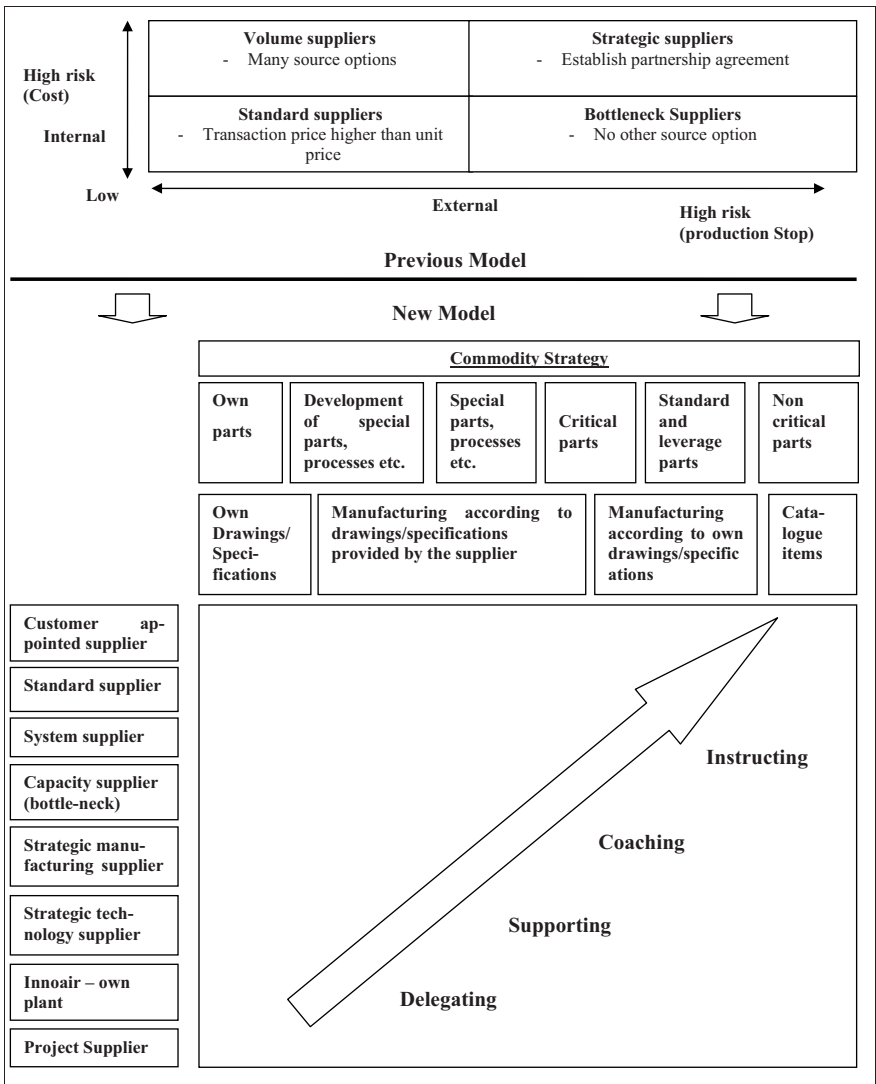 Volume suppliers
- Many source options
Strategic suppliers
- Establish partnership agreement
High risk
(Cost)
Internal
Low
Standard suppliers
- Transaction price higher than unit
price
Bottleneck Suppliers
- No other source option
External
High risk
(production Stop)
Previous Model
New Model
Commodity Strategy
Own
parts
Development
of special
parts,
processes etc.
Special
parts,
processes
etc.
Critical
parts
Standard
and
leverage
parts
Non
critical
parts
Own
Drawings/
Speci-
fications
Manufacturing according to
drawings/specifications
provided by the supplier
Manufacturing
according to own
drawings/specific
ations
Cata-
logue
items
Customer ap-
pointed supplier
Standard supplier
System supplier
Capacity supplier
(bottle-neck)
Strategic manu-
facturing supplier
Strategic tech-
nology supplier
Innoair – own
plant
Project Supplier
Instructing
Coaching
Supporting
Delegating